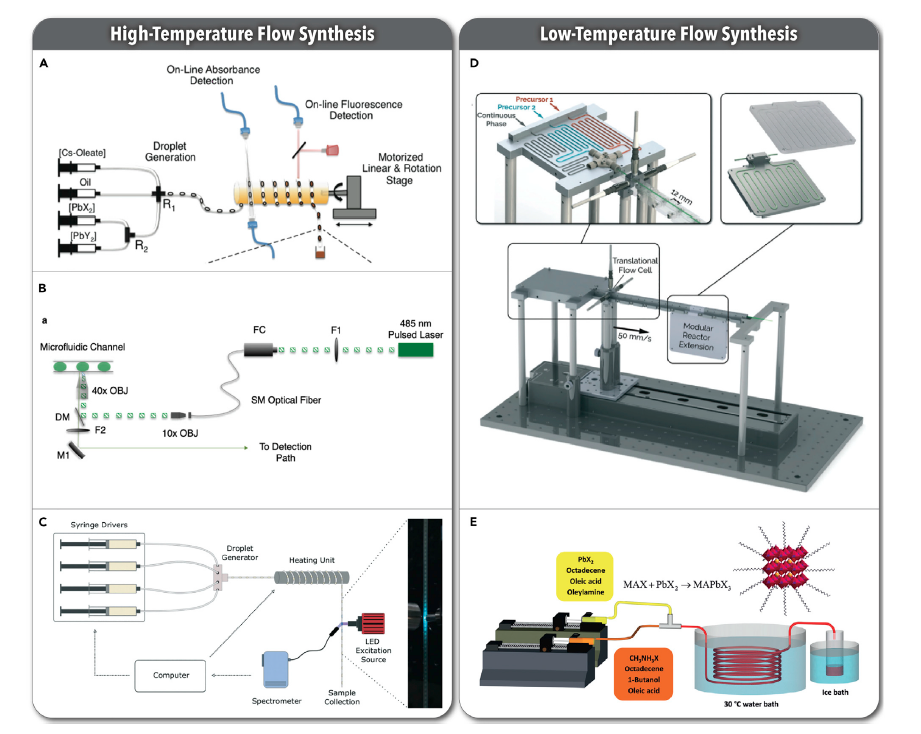 High-Temperature Flow Synthesis
A
On-Line Absorbance
Detection
On-line Fluorescence
Detection
[Cs-Oleate]
Droplet
Generation
Oil
Motorized
Linear & Rotation
Stage
[PbX2]
R1
[PbY2]
R2
B
a
485 nm
Pulsed Laser
FC
F1
Microfluidic Channel
40x OBJ
SM Optical Fiber
DM
F2
10x OBJ
M1
To Detection
Path
C
Syringe Drivers
Droplet
Generator
Heating Unit
LED
Excitation
Source
Computer
Spectrometer
Sample
Collection
Low-Temperature Flow Synthesis
D
Precursor 1
Precursor 2
Continuous
Phase
12 mm
Translational
Flow Cell
50 mm/s
Modular
Reactor
Extension
E
PbX2
Octadecene
Oleic acid
Oleylamine
MAX + PbX2 → MAPbX3
CH3NH3X
Octadecene
1-Butanol
Oleic acid
Ice bath
30 °C water bath